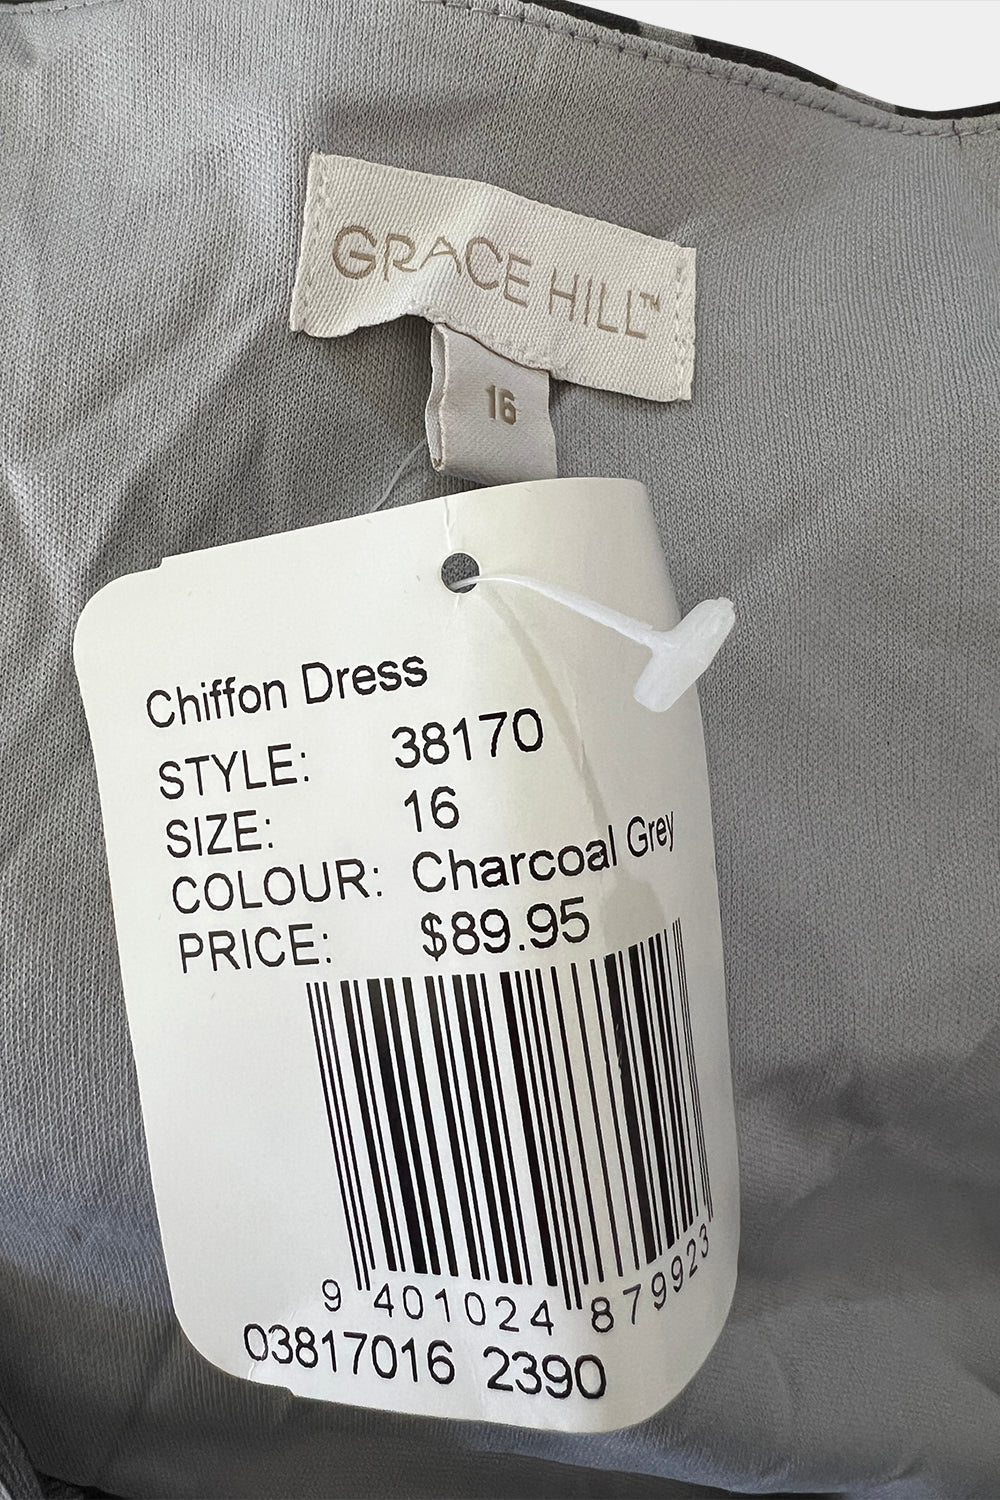 GRACE HILL™
16
Chiffon Dress
STYLE: 38170
SIZE: 16
COLOUR: Charcoal Grey
PRICE: $89.95
9 401024 879923
03817016 2390